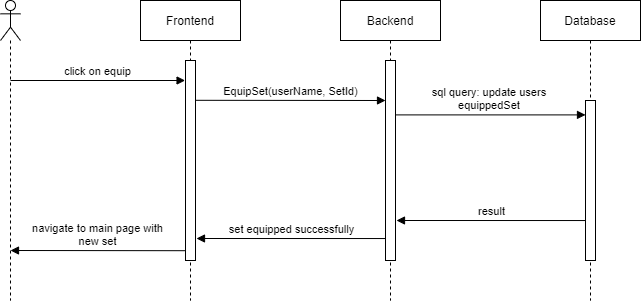 Frontend
Backend
Database
click on equip
EquipSet(userName, SetId)
sql query: update users
equippedSet
result
set equipped successfully
navigate to main page with
new set